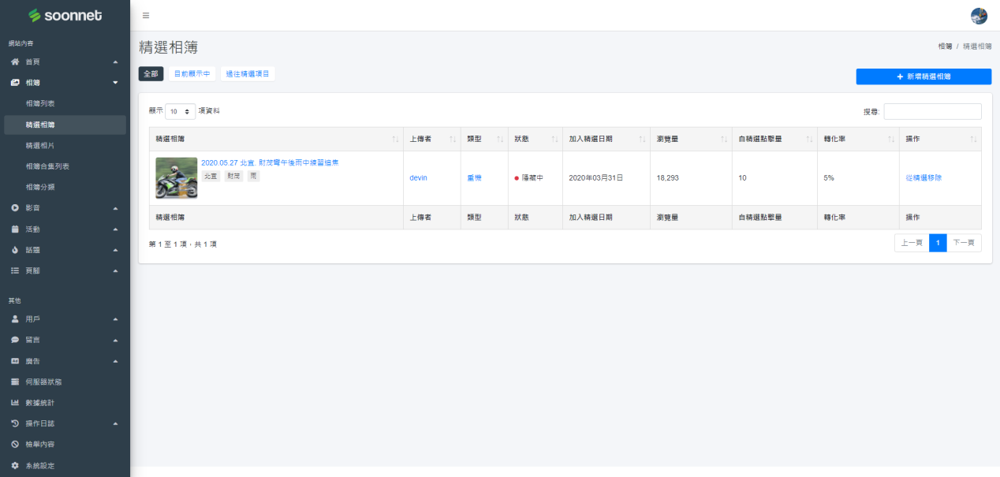 soonnet
網站內容
首頁
相簿
相簿列表
精選相簿
精選相片
相簿合集列表
相簿分類
影音
活動
話題
頁腳
其他
用戶
留言
廣告
伺服器狀態
數據統計
操作日誌
檢舉內容
系統設定
精選相簿
相簿 / 精選相簿
全部 目前顯示中 過往精選項目
+ 新增精選相簿
顯示 10 項資料
搜尋:
精選相簿 上傳者 類型 狀態 加入精選日期 瀏覽量 自精選點擊量 轉化率 操作
2020.05.27 北宜. 財茂彎午後雨中練習追焦
北宜 財茂 雨
devin 重機 隱藏中 2020年03月31日 18,293 10 5% 從精選移除
精選相簿 上傳者 類型 狀態 加入精選日期 瀏覽量 自精選點擊量 轉化率 操作
第 1 至 1 項，共 1 項
上一頁 1 下一頁